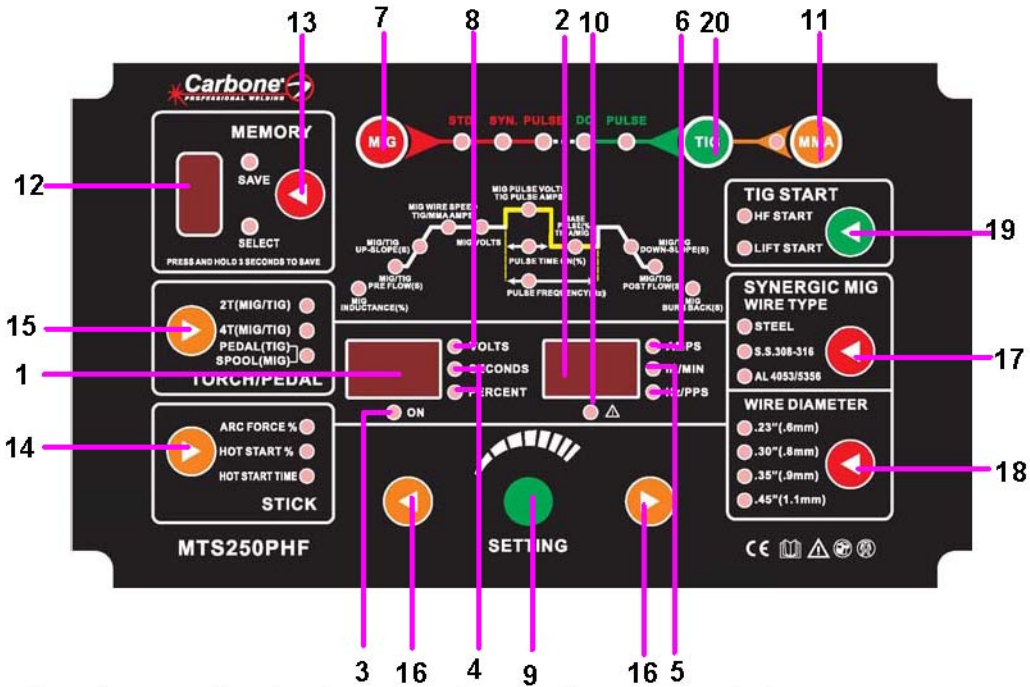 7 8 2 10 6 20 11
13
Carbone
PROFESSIONAL WELDING
MEMORY
SAVE
SELECT
PRESS AND HOLD 3 SECONDS TO SAVE
12
MIG
STD. SYN. PULSE DC PULSE
TIG
MMA
MIG PULSE VOLTS
TIG PULSE AMPS
MIG WIRE SPEED
TIG/MMA AMPS
MIG VOLTS
MIG/TIG
UP-SLOPE(S)
MIG/TIG
PRE FLOW(S)
MIG
INDUCTANCE(%)
BASE
PULSE TIME ON(%)
PULSE FREQUENCY(Hz)
MIG/TIG
DOWN-SLOPE(S)
MIG/TIG
POST FLOW(S)
MIG
BURN BACK(S)
TIG START
HF START
LIFT START
19
2T(MIG/TIG)
4T(MIG/TIG)
PEDAL(TIG)
SPOOL(MIG)
TORCH/PEDAL
15
1
VOLTS
SECONDS
PERCENT
ON
AMPS
IN/MIN
Hz/PPS
SYNERGIC MIG
WIRE TYPE
STEEL
S.S.308-316
AL 4053/5356
17
WIRE DIAMETER
.23"(.6mm)
.30"(.8mm)
.35"(.9mm)
.45"(1.1mm)
18
ARC FORCE %
HOT START %
HOT START TIME
STICK
14
MTS250PHF
SETTING
CE
3 16 4 9 16 5